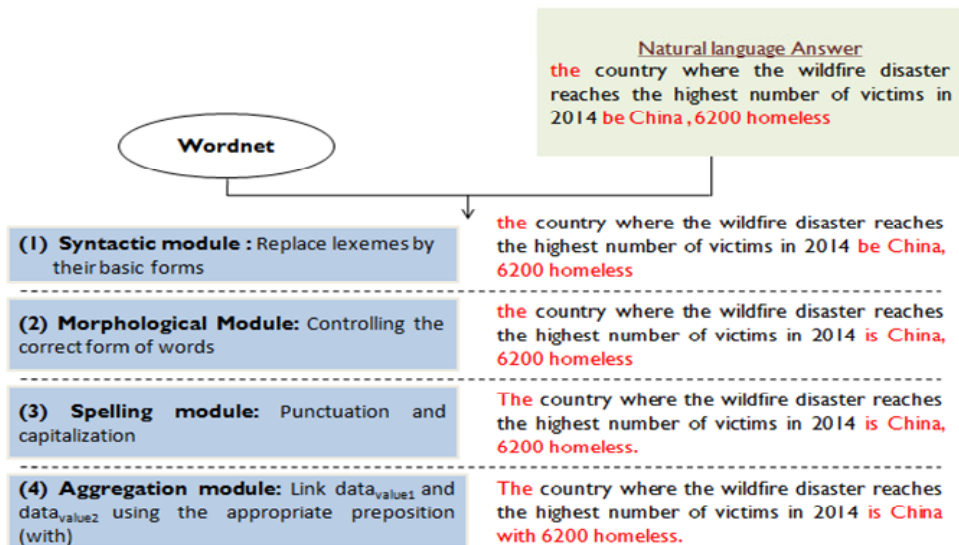 Natural language Answer
the country where the wildfire disaster
reaches the highest number of victims in
2014 be China , 6200 homeless
Wordnet
(1) Syntactic module : Replace lexemes by
their basic forms
the country where the wildfire disaster reaches
the highest number of victims in 2014 be China,
6200 homeless
(2) Morphological Module: Controlling the
correct form of words
the country where the wildfire disaster reaches
the highest number of victims in 2014 is China,
6200 homeless
(3) Spelling module: Punctuation and
capitalization
The country where the wildfire disaster reaches
the highest number of victims in 2014 is China,
6200 homeless.
(4) Aggregation module: Link data value1 and
data value2 using the appropriate preposition
(with)
The country where the wildfire disaster reaches
the highest number of victims in 2014 is China
with 6200 homeless.